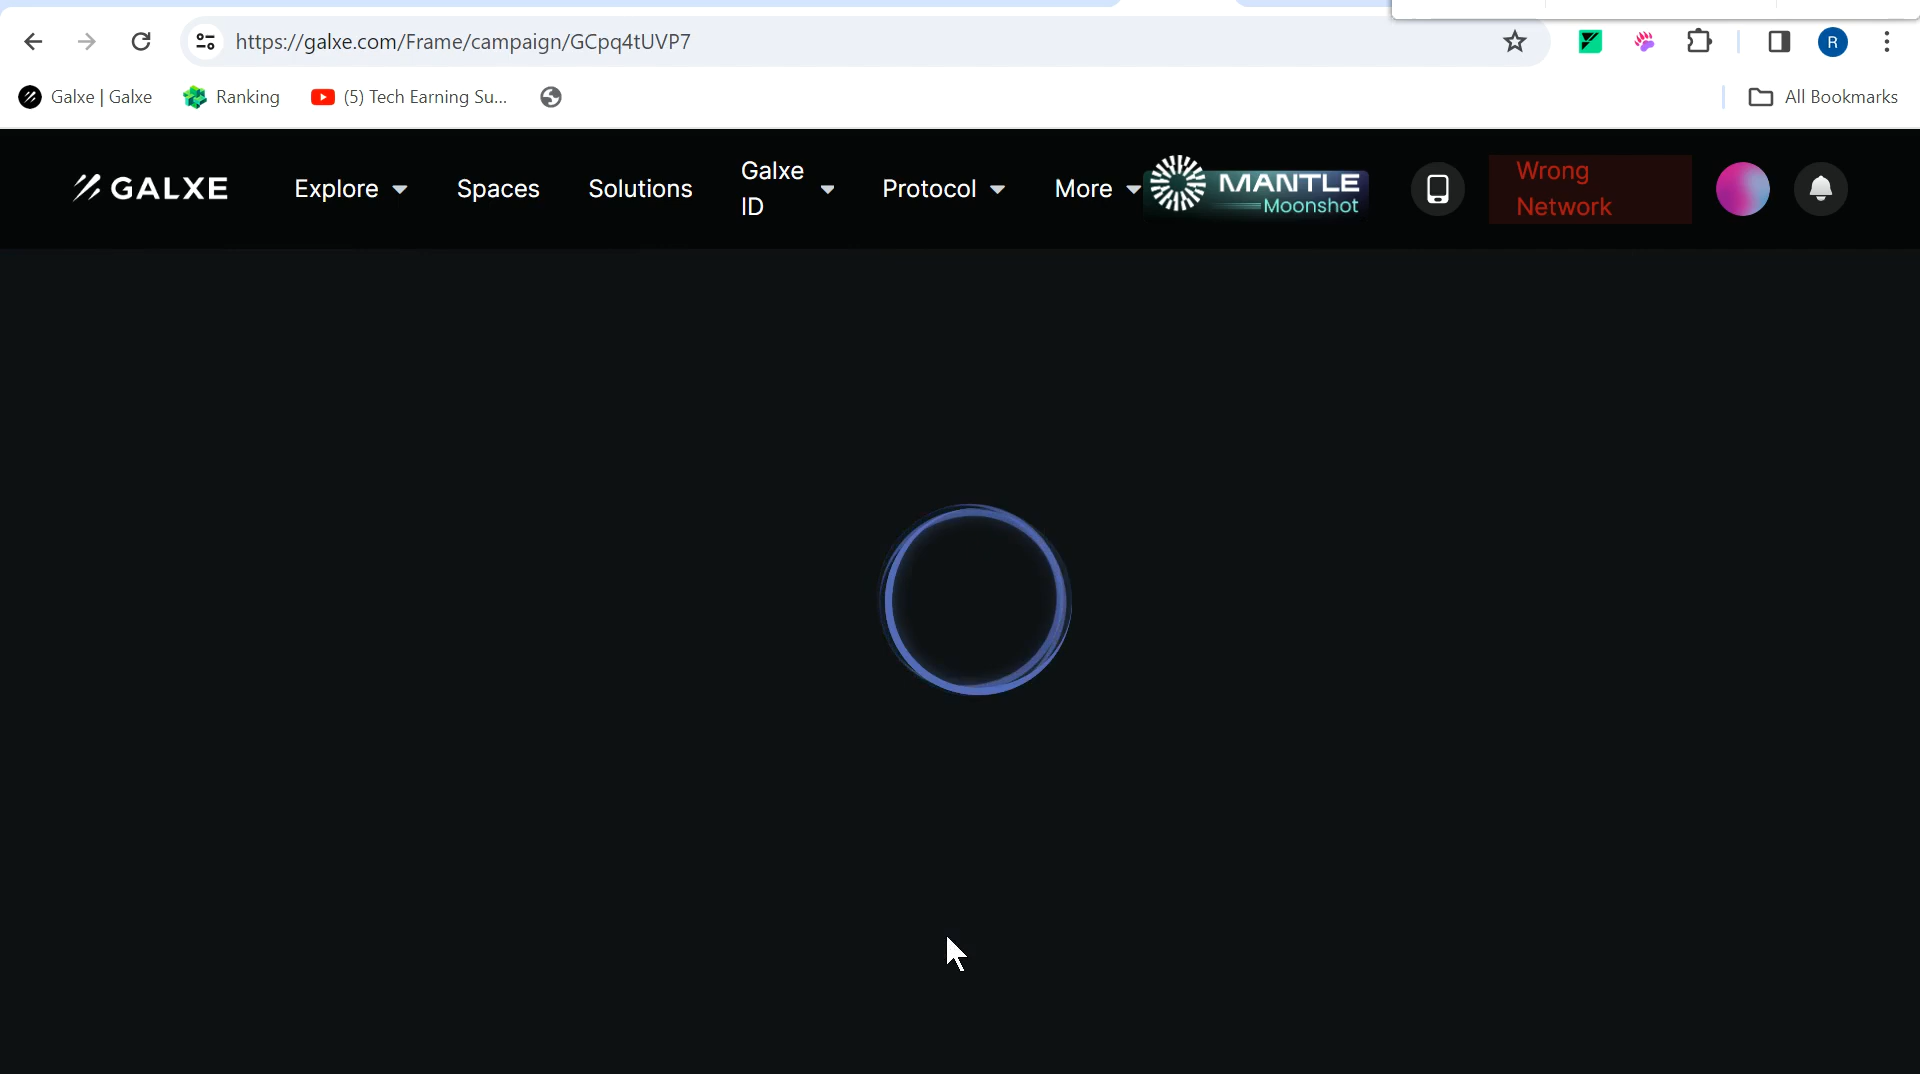 https://galxe.com/Frame/campaign/GCpq4tUVP7
R
Galxe | Galxe
Ranking
(5) Tech Earning Su...
All Bookmarks
GALXE
Explore
Spaces
Solutions
Galxe
ID
Protocol
More
MANTLE
Moonshot
Wrong
Network